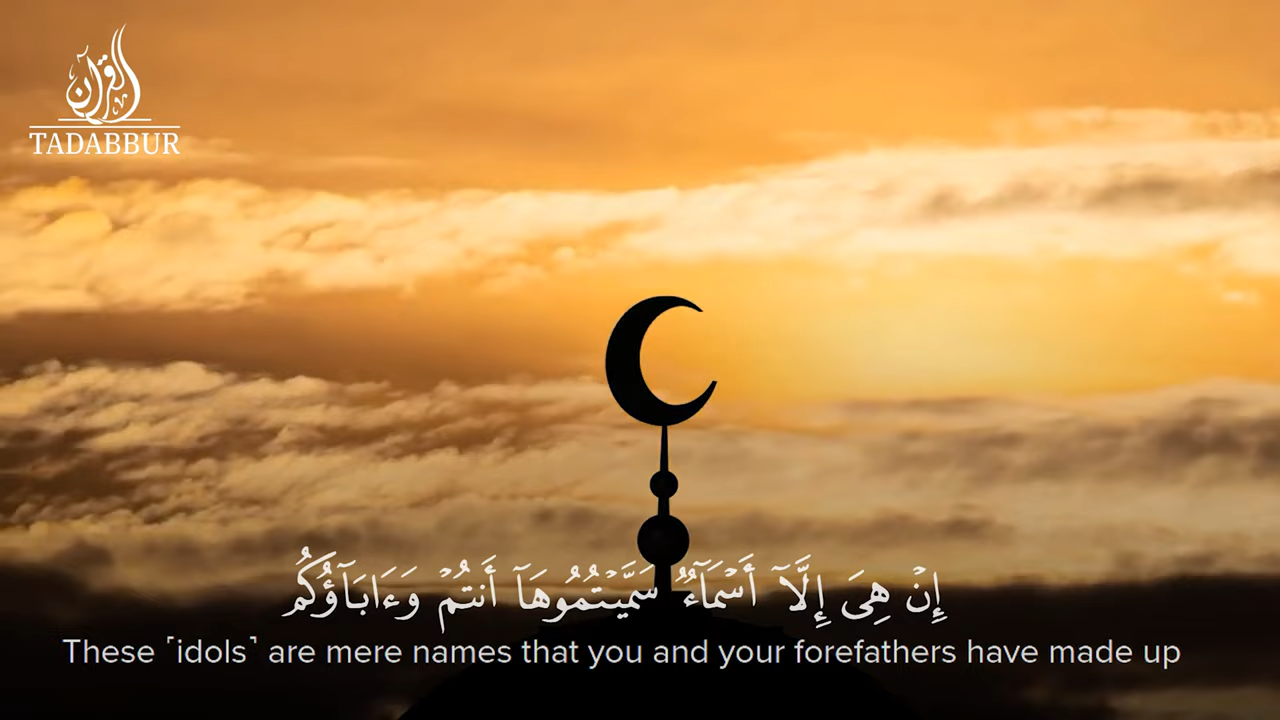 القرآن
TADABBUR
إِنْ هِىَ إِلَّآ أَسْمَآءٌ سَمَّيْتُمُوهَآ أَنتُمْ وَءَابَآؤُكُم
These ˹idols˺ are mere names that you and your forefathers have made up